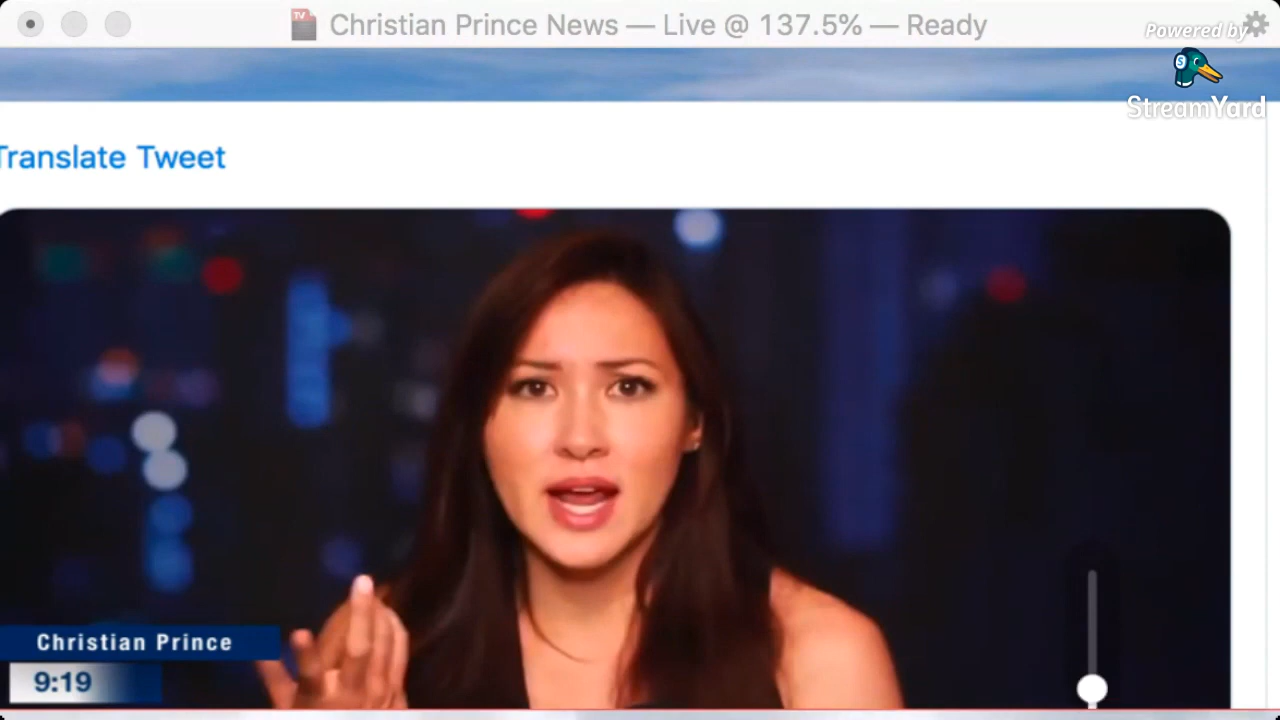 Christian Prince News — Live @ 137.5% — Ready
Powered by
StreamYard
Translate Tweet
Christian Prince
9:19